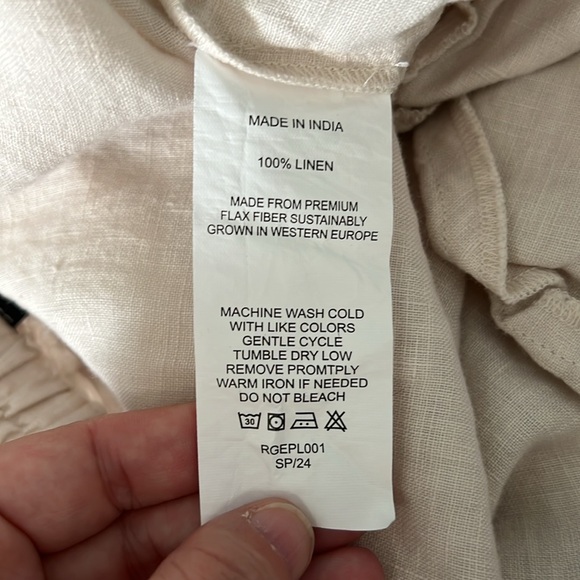 MADE IN INDIA
100% LINEN
MADE FROM PREMIUM
FLAX FIBER SUSTAINABLY
GROWN IN WESTERN EUROPE
MACHINE WASH COLD
WITH LIKE COLORS
GENTLE CYCLE
TUMBLE DRY LOW
REMOVE PROMTPLY
WARM IRON IF NEEDED
DO NOT BLEACH
30
RGEPL001
SP/24